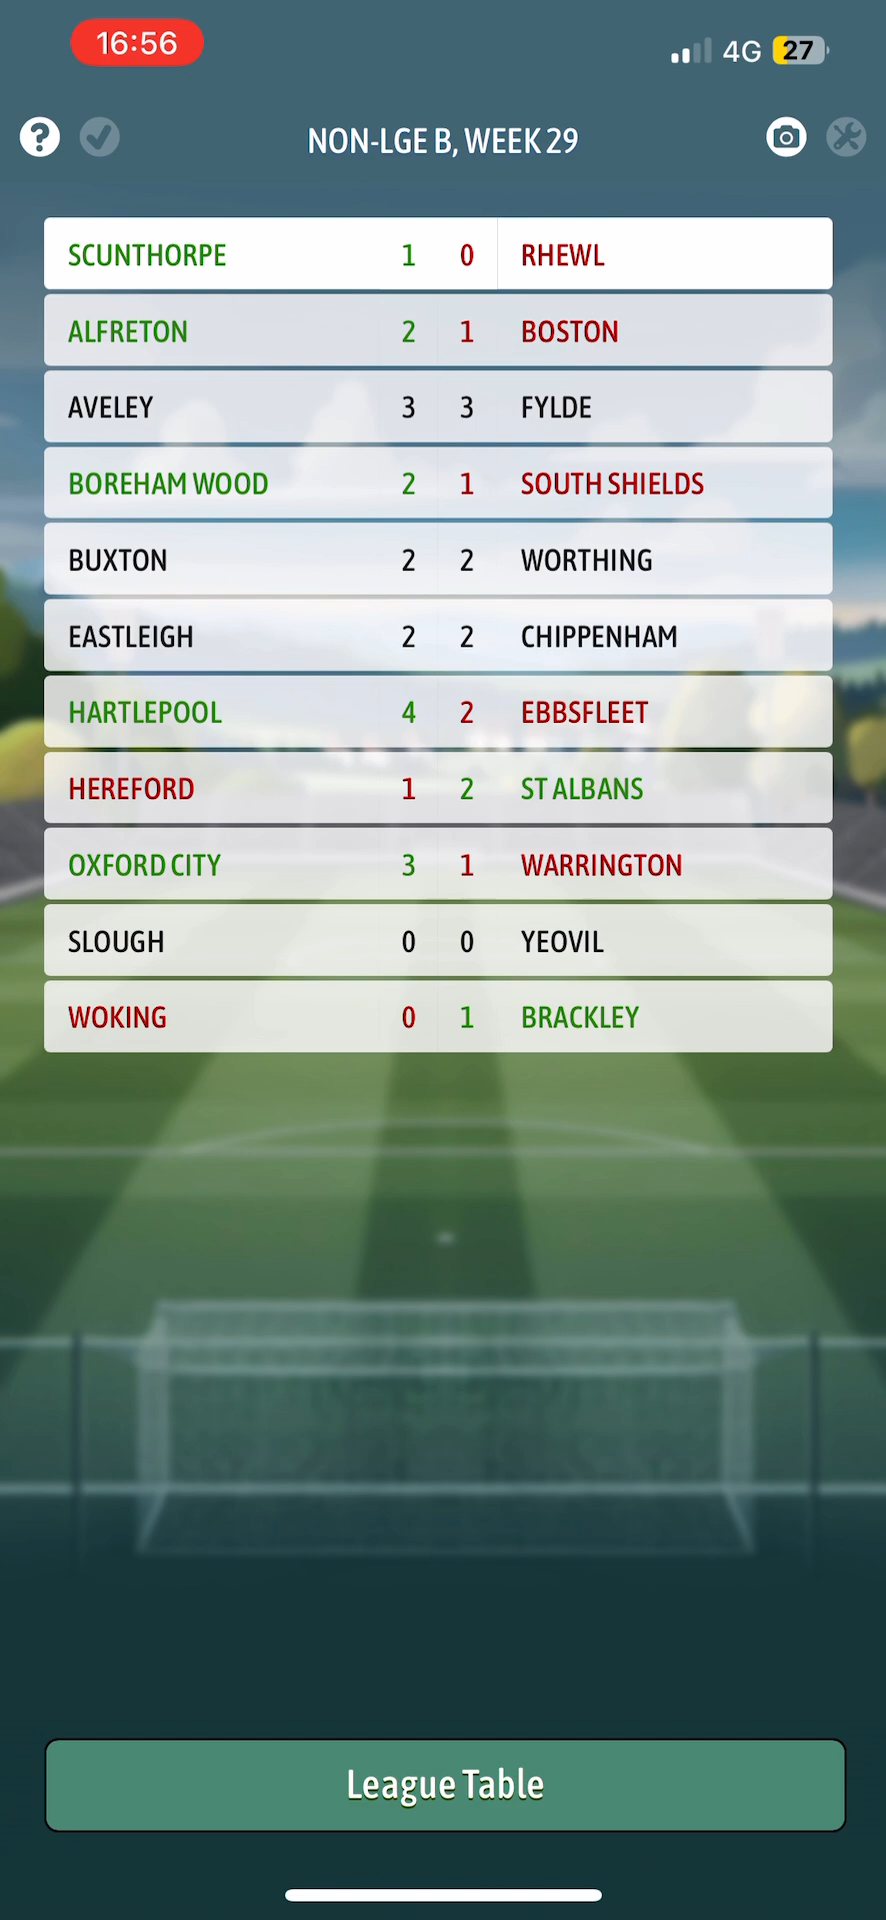 16:56 4G 27
? NON-LGE B, WEEK 29
SCUNTHORPE 1 0 RHEWL
ALFRETON 2 1 BOSTON
AVELEY 3 3 FYLDE
BOREHAM WOOD 2 1 SOUTH SHIELDS
BUXTON 2 2 WORTHING
EASTLEIGH 2 2 CHIPPENHAM
HARTLEPOOL 4 2 EBBSFLEET
HEREFORD 1 2 ST ALBANS
OXFORD CITY 3 1 WARRINGTON
SLOUGH 0 0 YEOVIL
WOKING 0 1 BRACKLEY
League Table